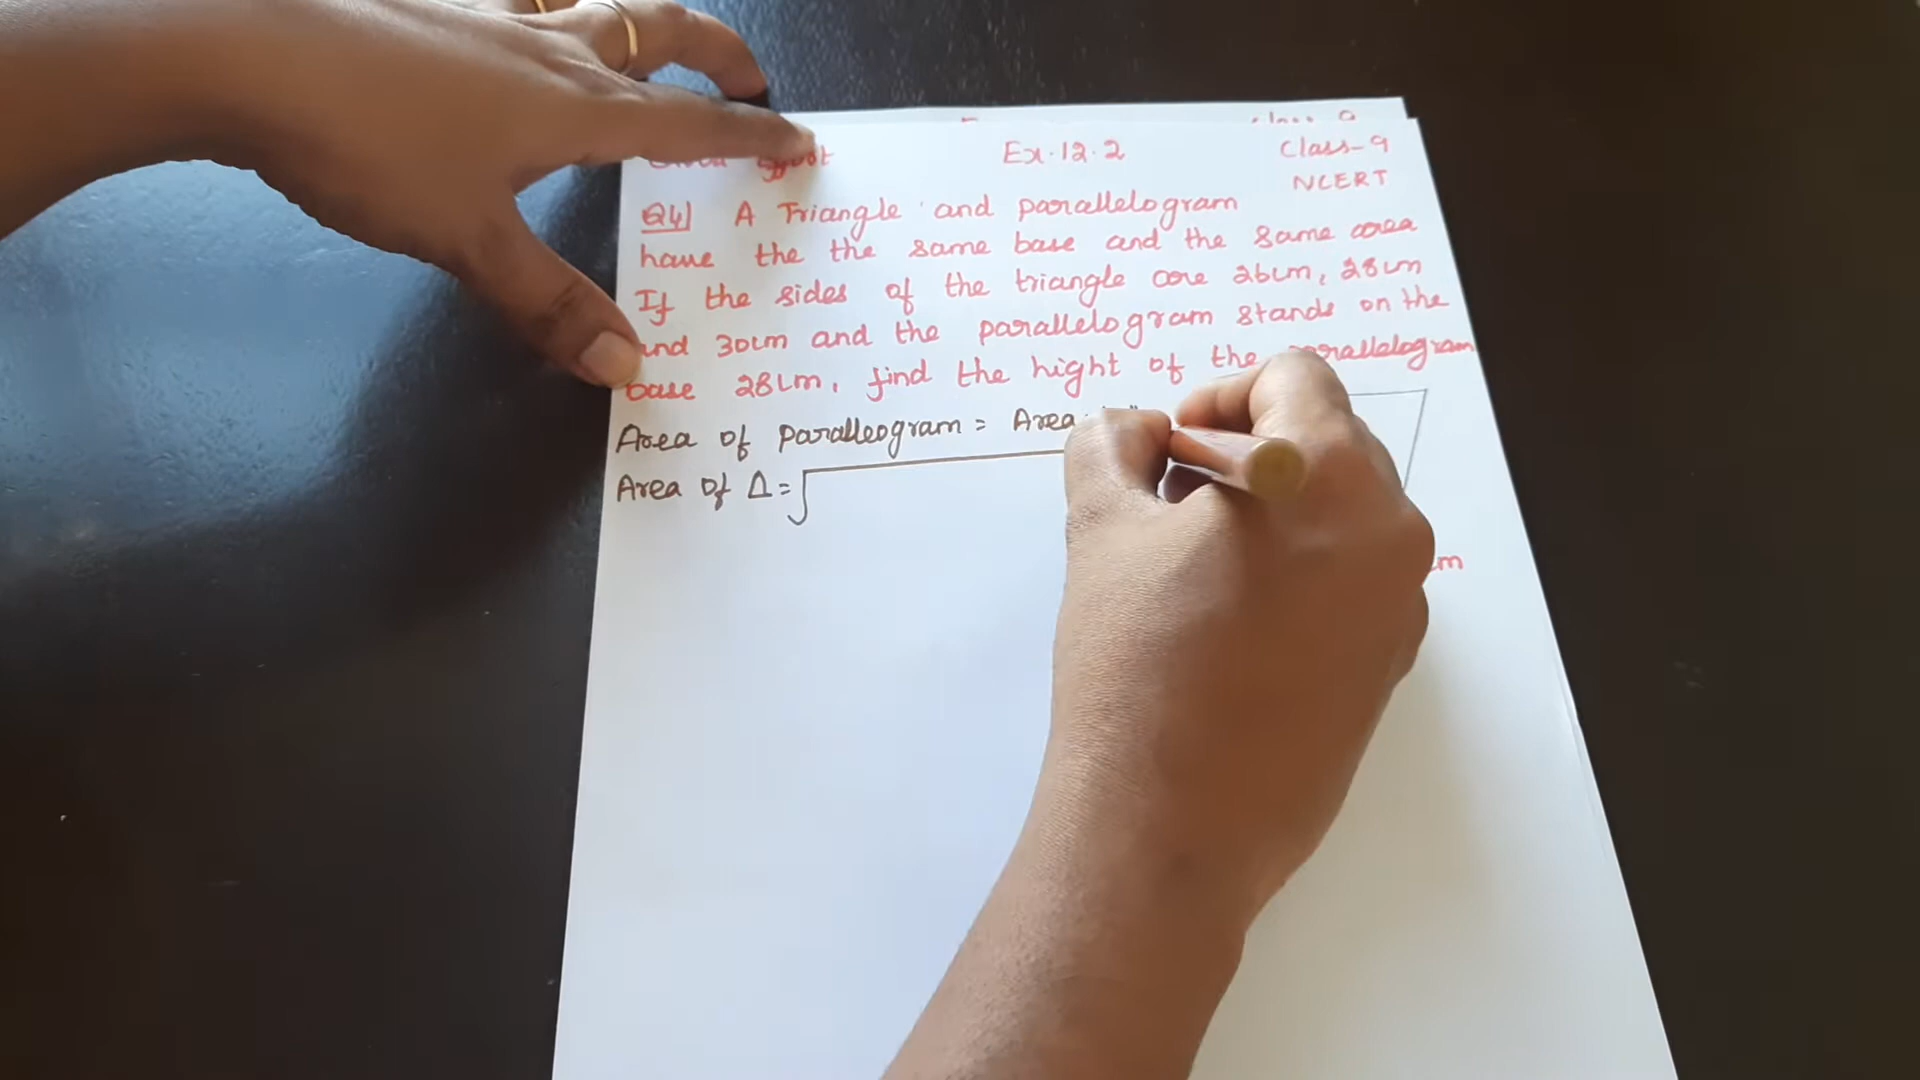 Ex.12.2
Class-9
NCERT
Q4) A Triangle and parallelogram
have the the same base and the same area
If the sides of the triangle are 26cm, 28cm
and 30cm and the parallelogram stands on the
base 28cm, find the hight of the parallelogram
Area of paralleogram = Area
Area of Δ = √
cm